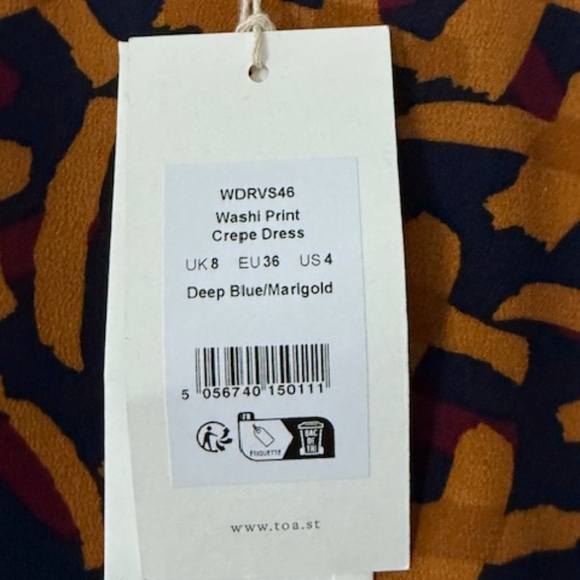 WDRVS46
Washi Print
Crepe Dress
UK 8 EU 36 US 4
Deep Blue/Marigold
5 056740 150111
FR
ETIQUETTE
BAC
DE
TRI
www.toa.st